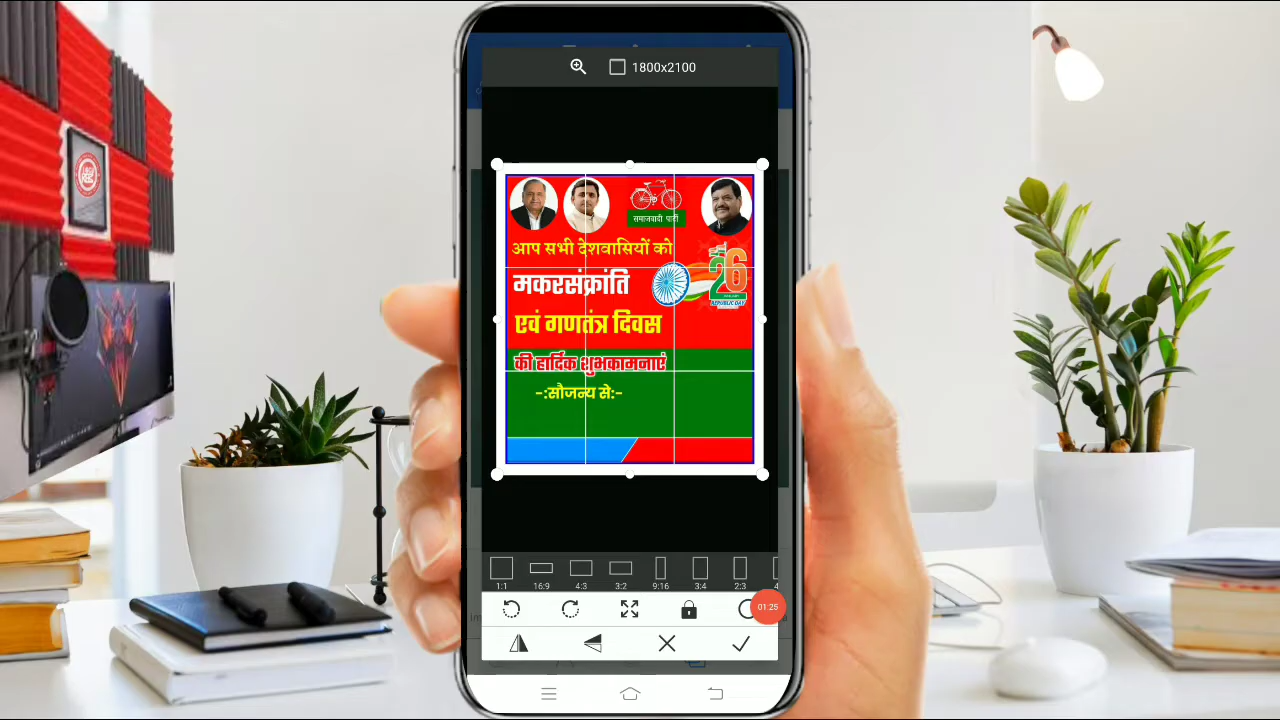 1800x2100
समाजवादी पार्टी
आप सभी देशवासियों को
26
JANUARY
REPUBLIC DAY
मकरसंक्रांति
एवं गणतंत्र दिवस
की हार्दिक शुभकामनाएं
-:सौजन्य से:-
1:1
16:9
4:3
3:2
9:16
3:4
2:3
01:25